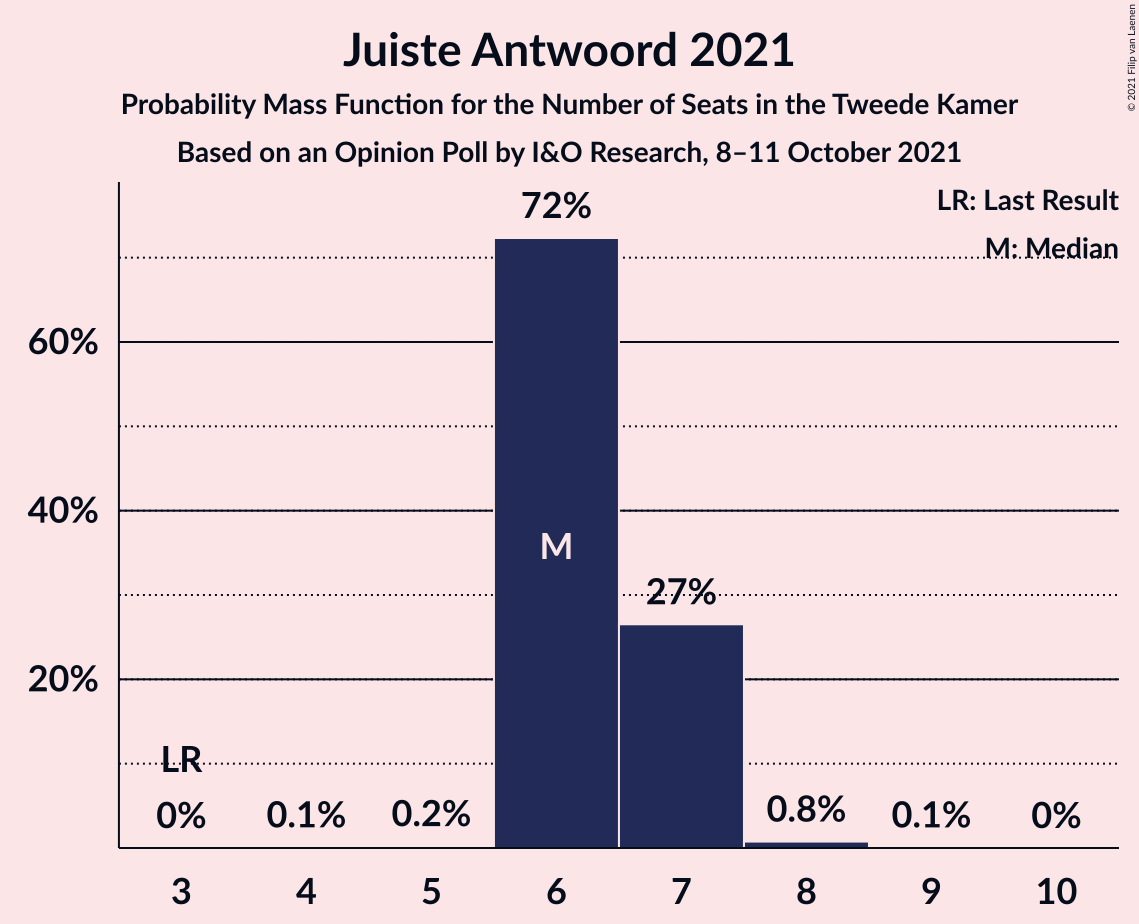 Juiste Antwoord 2021
Probability Mass Function for the Number of Seats in the Tweede Kamer
Based on an Opinion Poll by I&O Research, 8–11 October 2021
© 2021 Filip van Laenen
LR: Last Result
M: Median
72%
60%
40%
M
27%
20%
LR
0%
0.1%
0.2%
0.8%
0.1%
0%
3 4 5 6 7 8 9 10